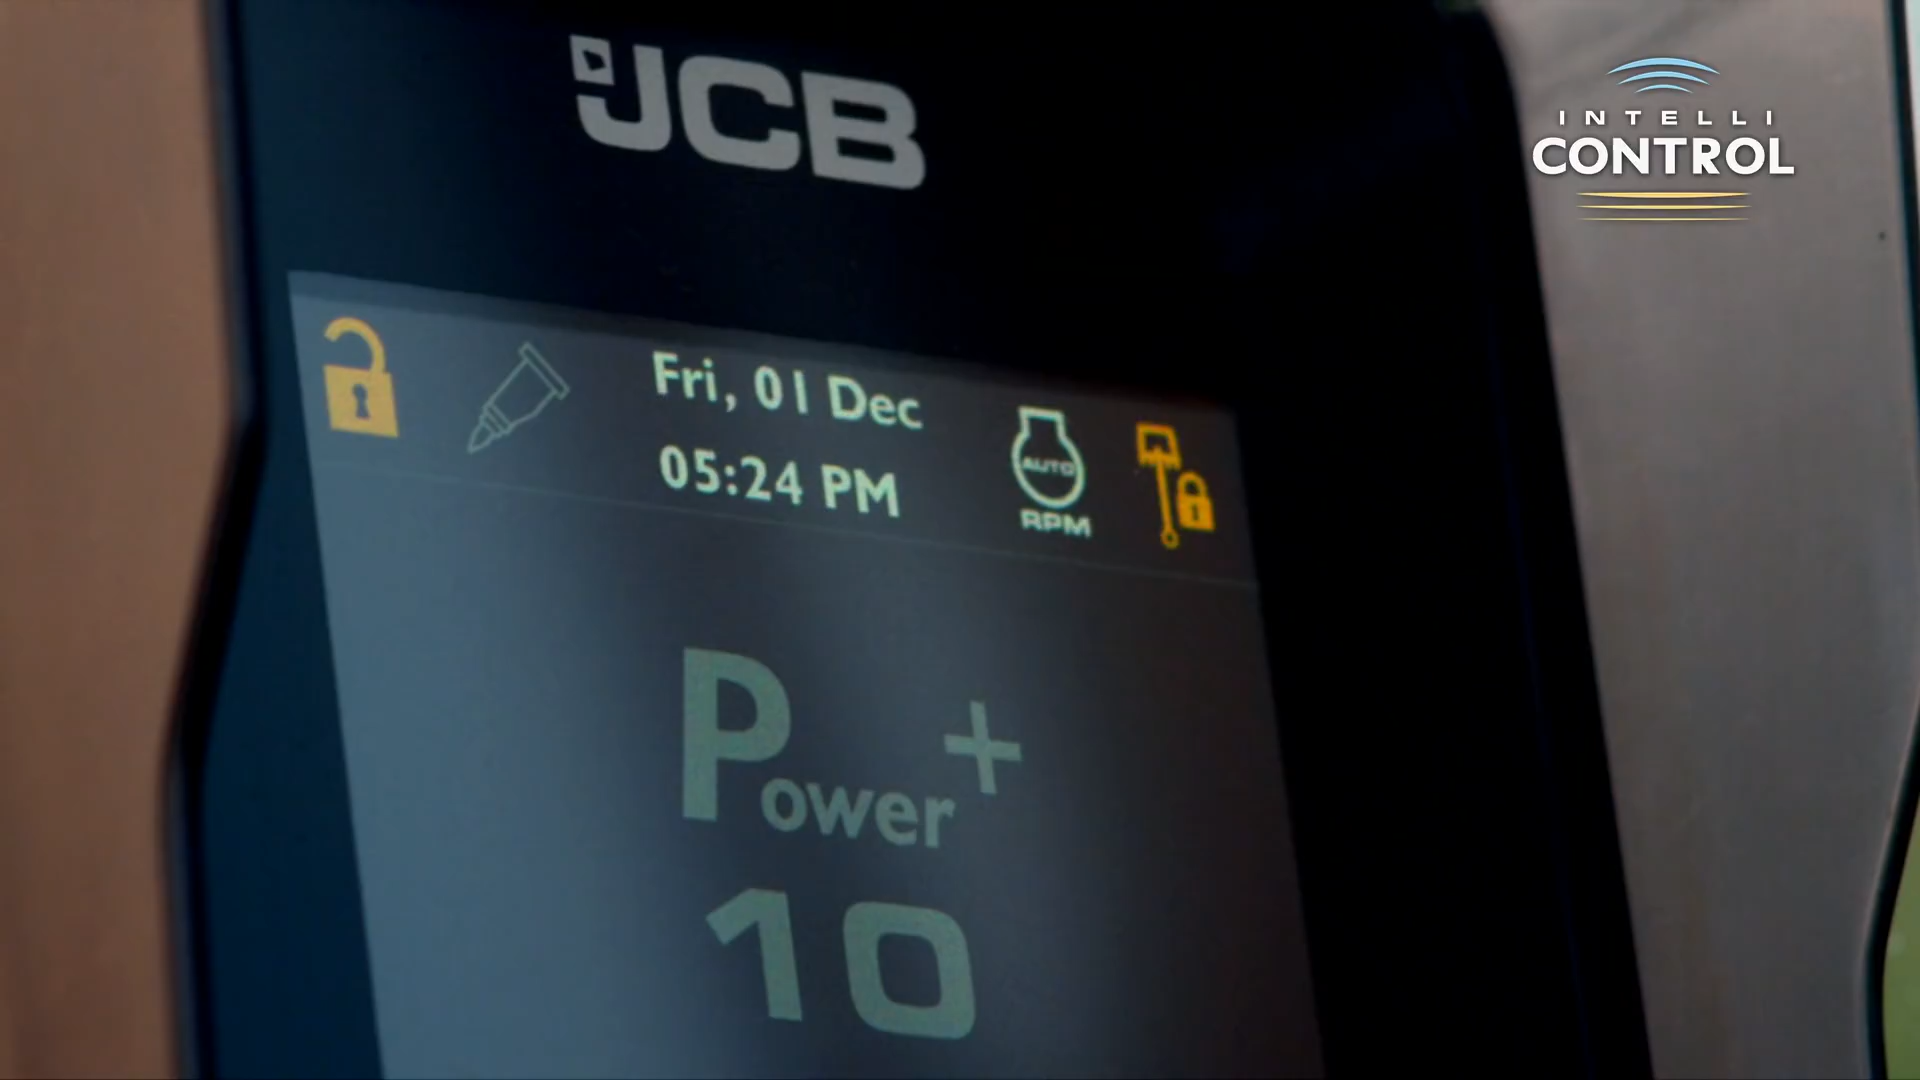 JCB
INTELLI
CONTROL
Fri, 01 Dec
05:24 PM
AUTO
RPM
Power+
10